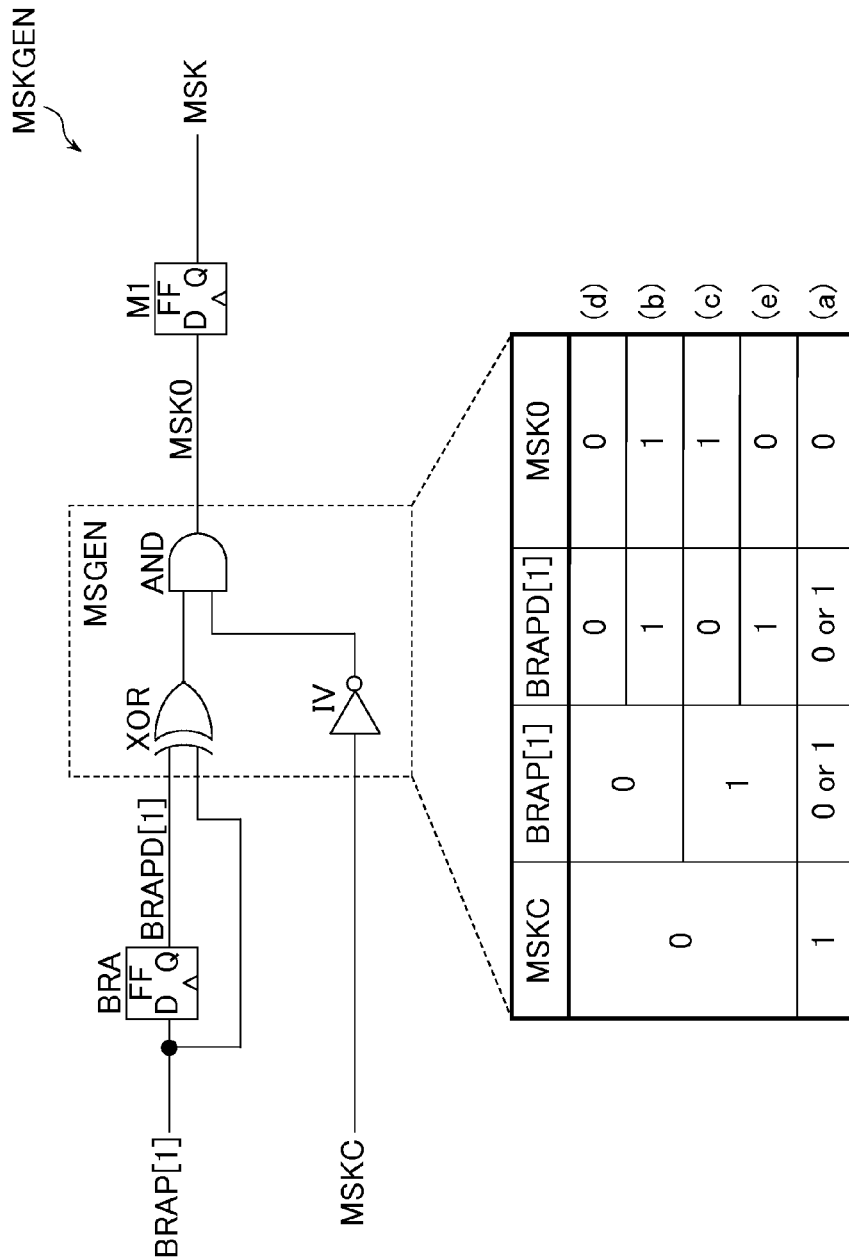 MSKGEN
BRAP[1]
BRA
FF
D Q
BRAPD[1]
MSGEN
XOR
AND
MSK0
M1
FF
D Q
MSK
MSKC
IV
MSKC BRAP[1] BRAPD[1] MSK0
0 0 0 0 (d)
1 1 (b)
1 0 1 (c)
1 0 (e)
1 0 or 1 0 or 1 0 (a)